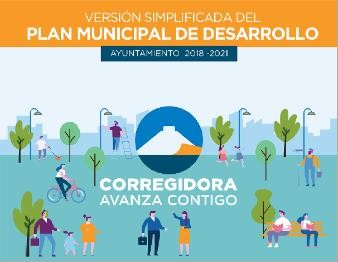 VERSIÓN SIMPLIFICADA DEL
PLAN MUNICIPAL DE DESARROLLO
AYUNTAMIENTO 2018-2021
CORREGIDORA
AVANZA CONTIGO